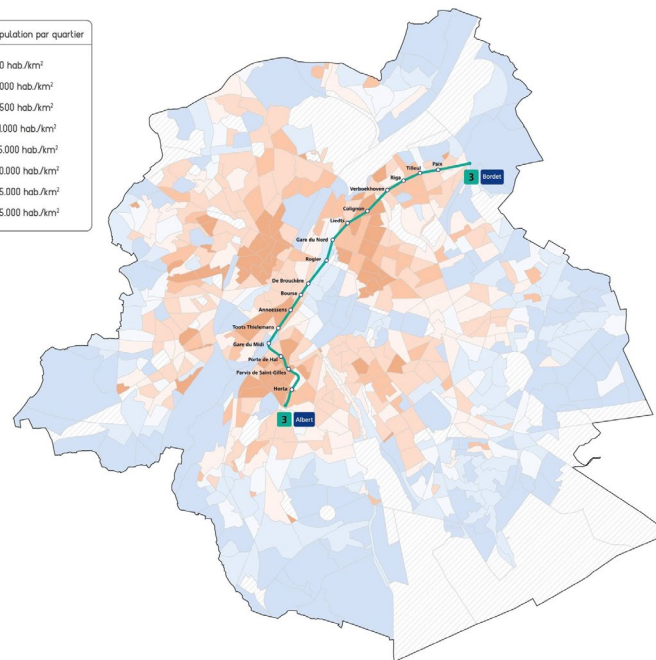 pulation par quartier
0 hab./km²
000 hab./km²
500 hab./km²
.000 hab./km²
5.000 hab./km²
0.000 hab./km²
5.000 hab./km²
5.000 hab./km²
Paix
Tilleul
3 Bordet
Riga
Verboekhoven
Colignon
Liedts
Gare du Nord
Rogier
De Brouckère
Bourse
Anneessens
Toots Thielemans
Gare du Midi
Porte de Hal
Parvis de Saint-Gilles
Horta
3 Albert